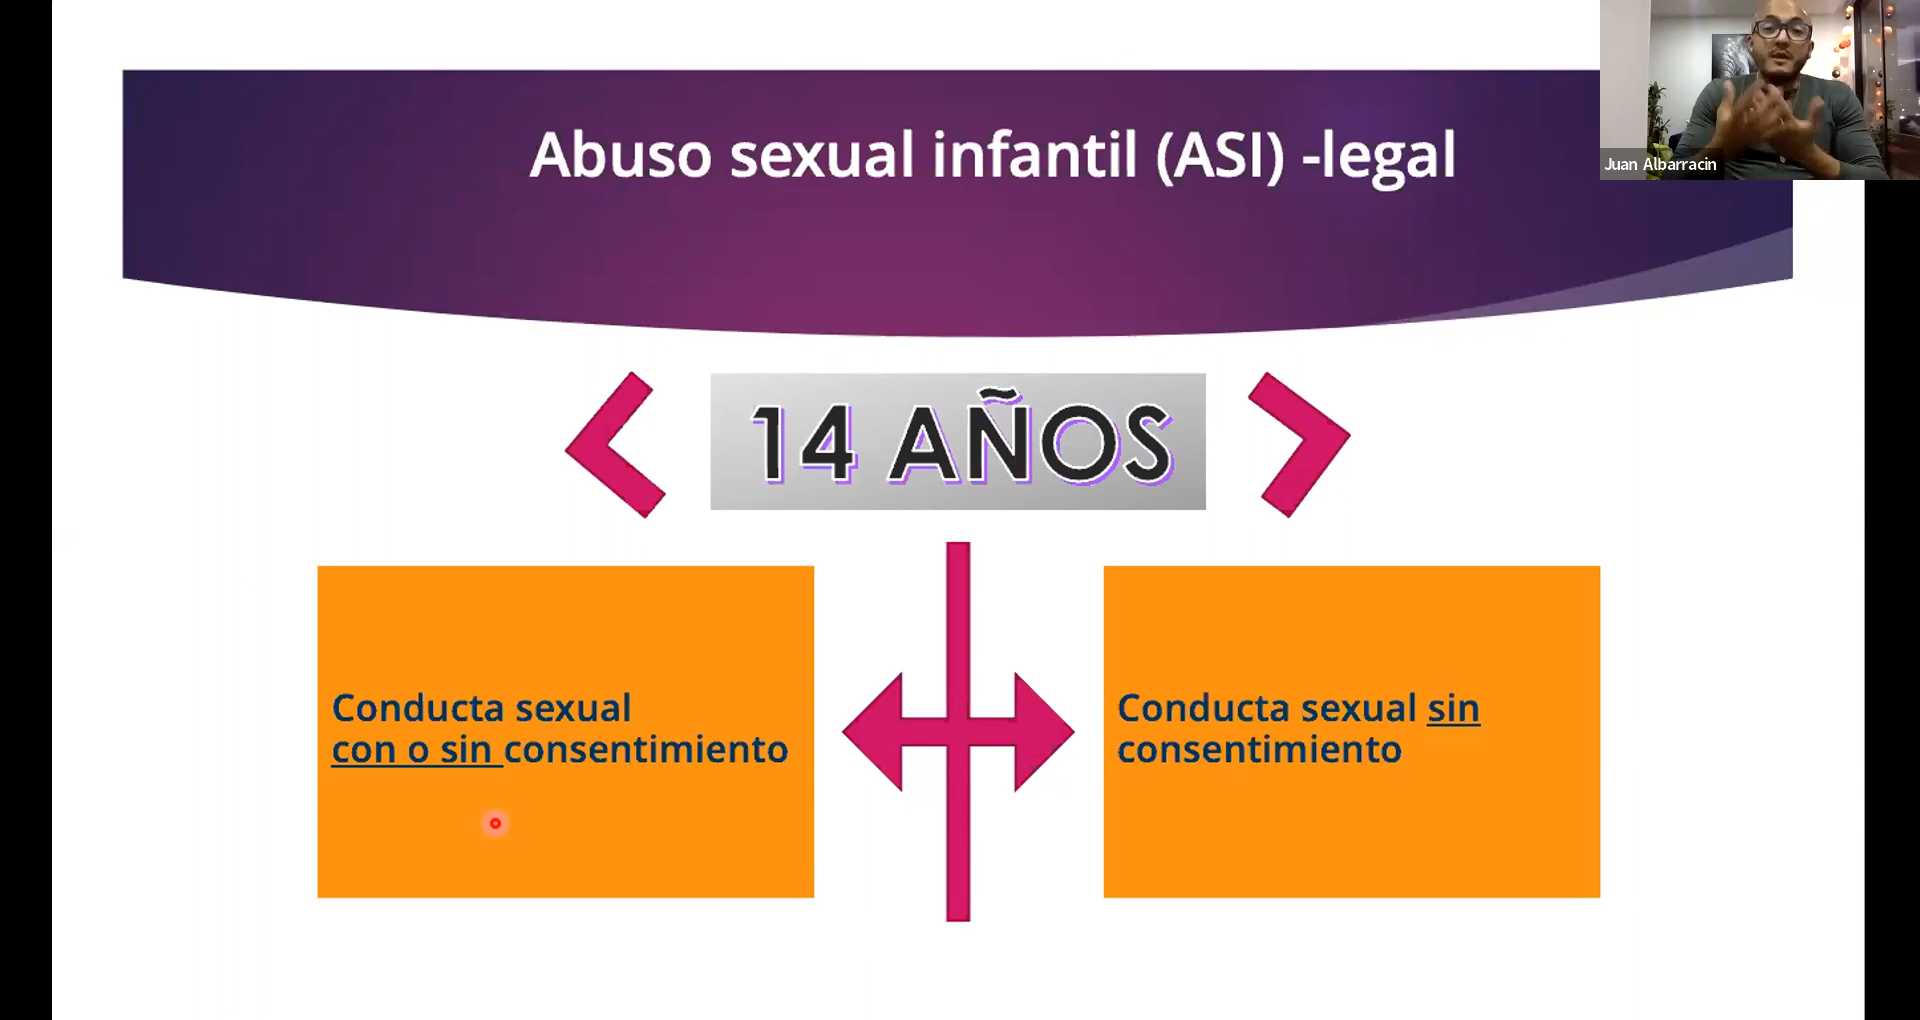 Abuso sexual infantil (ASI) -legal
Juan Albarracin
14 AÑOS
Conducta sexual
con o sin consentimiento
Conducta sexual sin
consentimiento